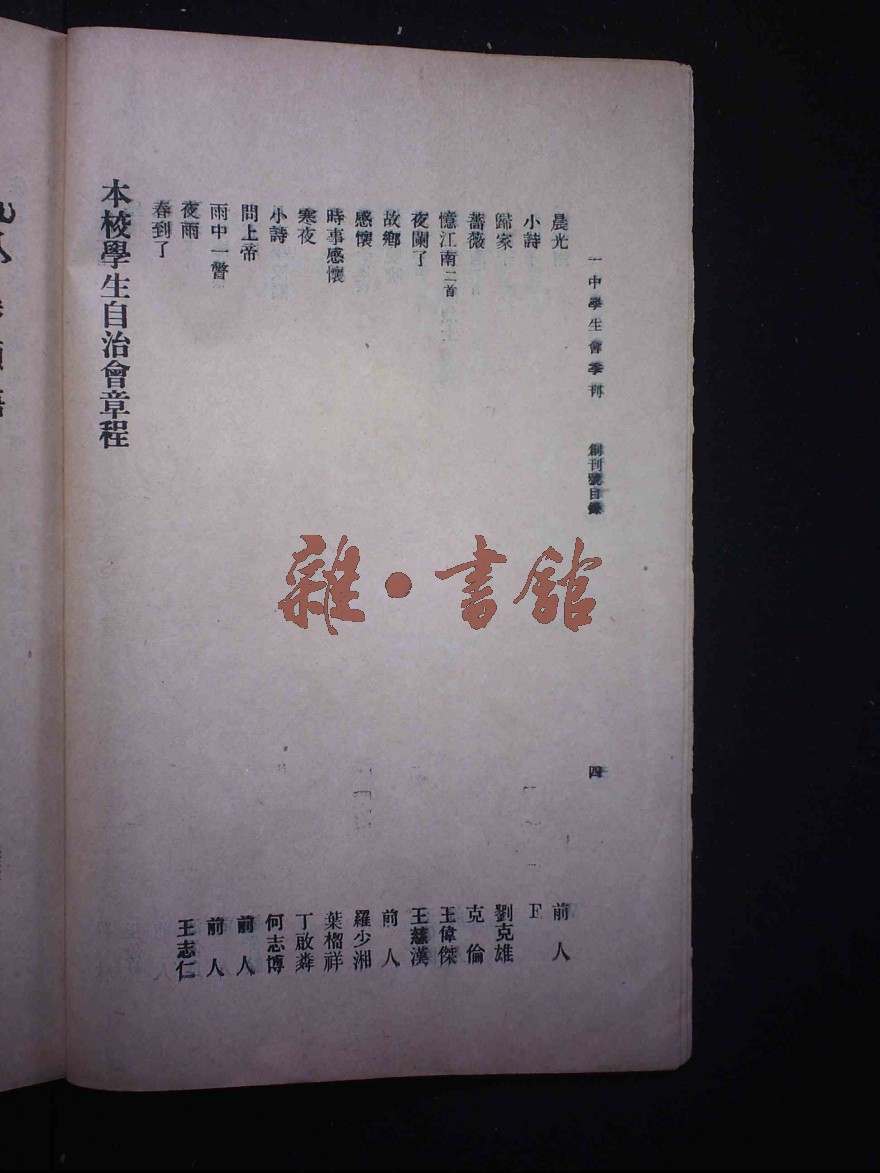 一中學生會季刊 創刊號目錄 四
晨光 前人
小詩 F
歸家 劉克雄
薔薇 克倫
憶江南二首 王偉傑
夜闌了 王慈漢
故鄉 前人
感懷 羅少湘
時事感懷 葉榴祥
寒夜 丁啟粦
小詩 何志博
問上帝 前人
雨中一瞥 前人
夜雨 王志仁
春到了
本校學生自治會章程
雜·書館